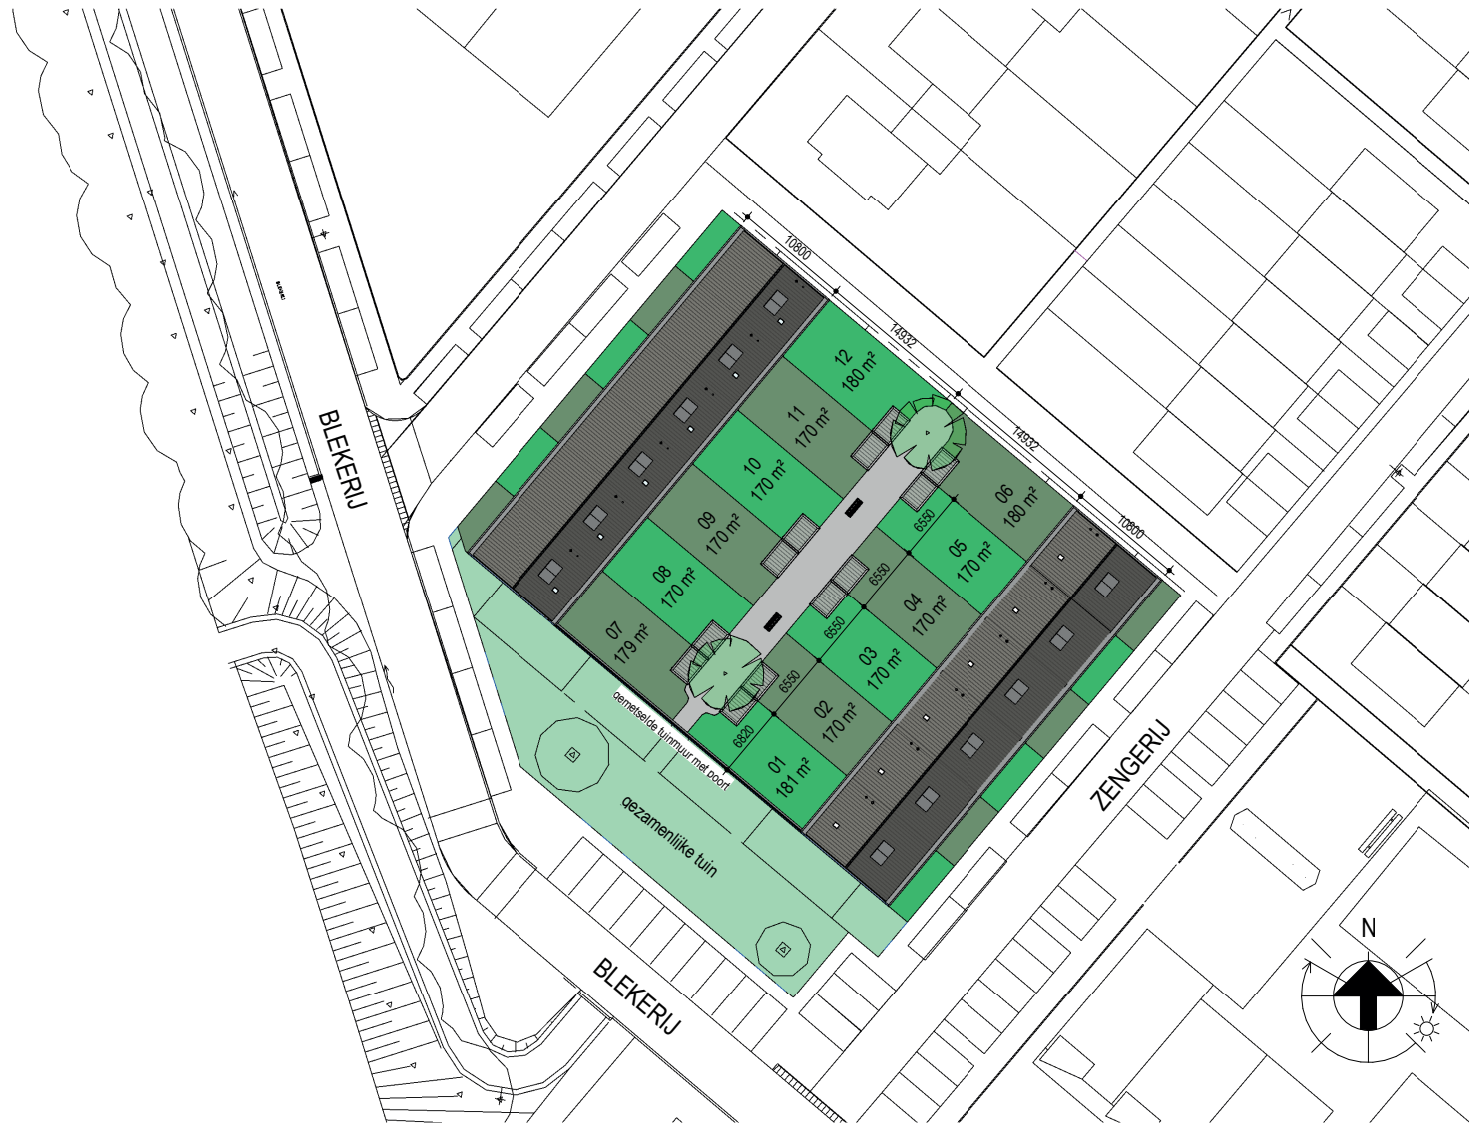 10800
14932
14932
10800
12
180 m²
11
170 m²
10
170 m²
09
170 m²
08
170 m²
07
179 m²
06
180 m²
05
170 m²
04
170 m²
03
170 m²
02
170 m²
01
181 m²
6550
6550
6550
6550
6820
gemetselde tuinmuur met poort
gezamenlijke tuin
BLEKERIJ
BLEKERIJ
ZENGERIJ
N